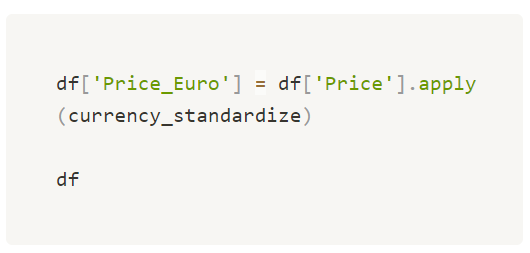 df['Price_Euro'] = df['Price'].apply
(currency_standardize)
df